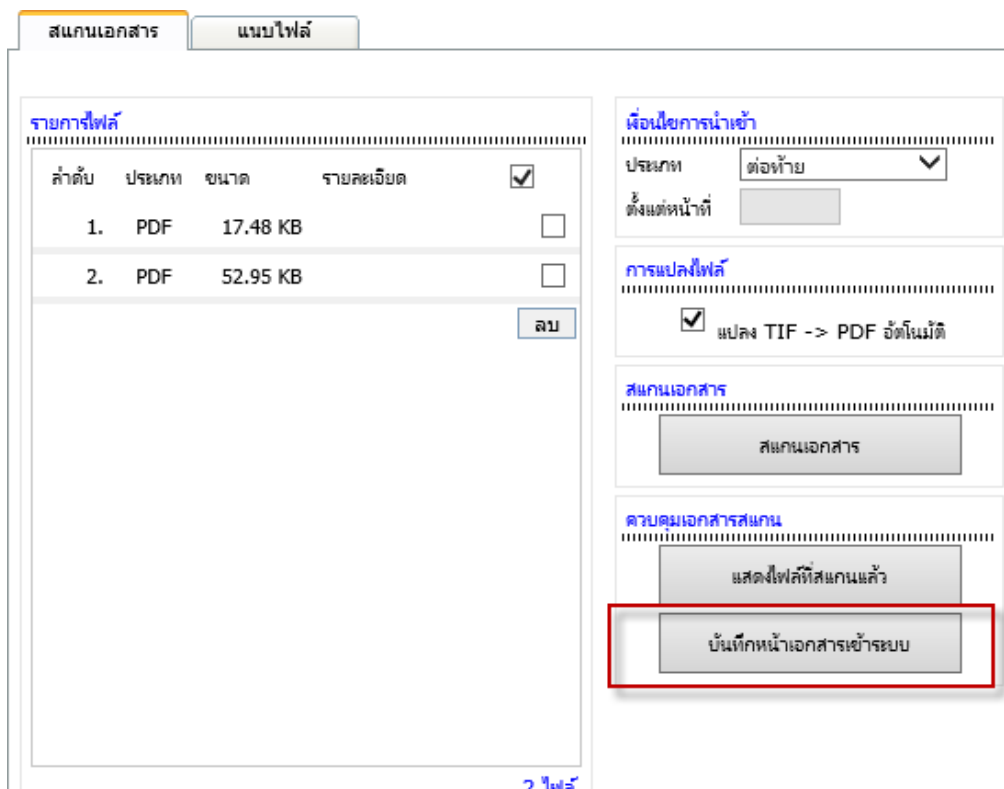 สแกนเอกสาร แนบไฟล์
รายการไฟล์
ลำดับ ประเภท ขนาด รายละเอียด
1. PDF 17.48 KB
2. PDF 52.95 KB
ลบ
2 ไฟล์
เงื่อนไขการนำเข้า
ประเภท ต่อท้าย
ตั้งแต่หน้าที่
การแปลงไฟล์
แปลง TIF -> PDF อัตโนมัติ
สแกนเอกสาร
สแกนเอกสาร
ควบคุมเอกสารสแกน
แสดงไฟล์ที่สแกนแล้ว
บันทึกหน้าเอกสารเข้าระบบ